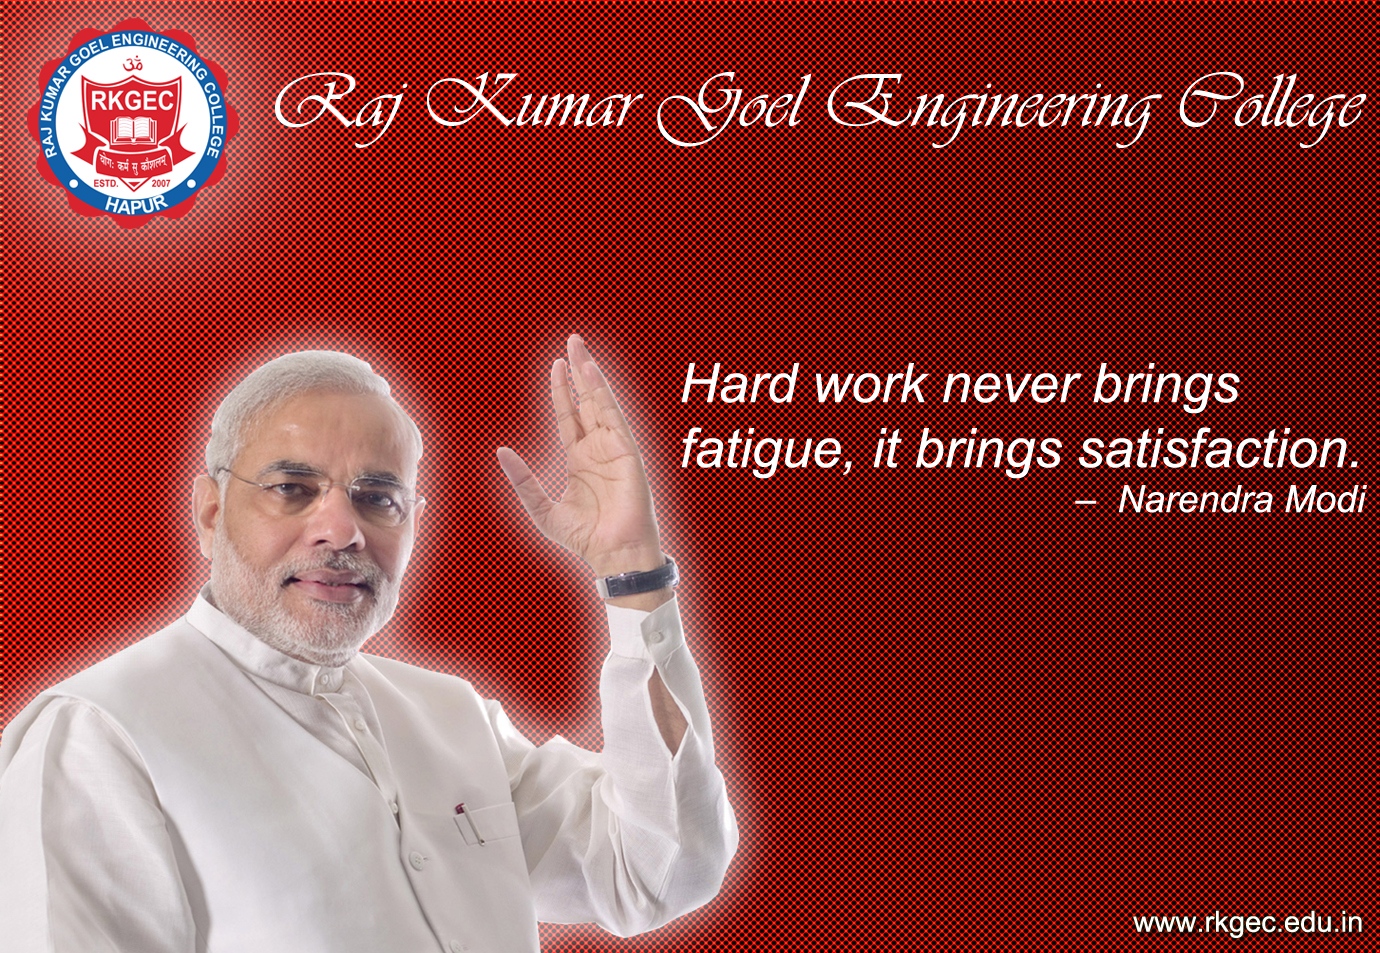 RAJ KUMAR GOEL ENGINEERING COLLEGE
ॐ
RKGEC
योगः कर्म सु कौशलम्
ESTD. 2007
HAPUR
Raj Kumar Goel Engineering College
Hard work never brings
fatigue, it brings satisfaction.
– Narendra Modi
www.rkgec.edu.in